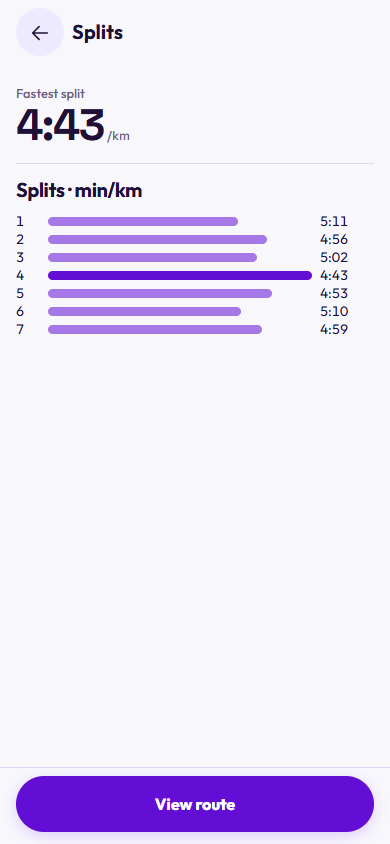 Splits
Fastest split
4:43 /km
Splits · min/km
1 5:11
2 4:56
3 5:02
4 4:43
5 4:53
6 5:10
7 4:59
View route